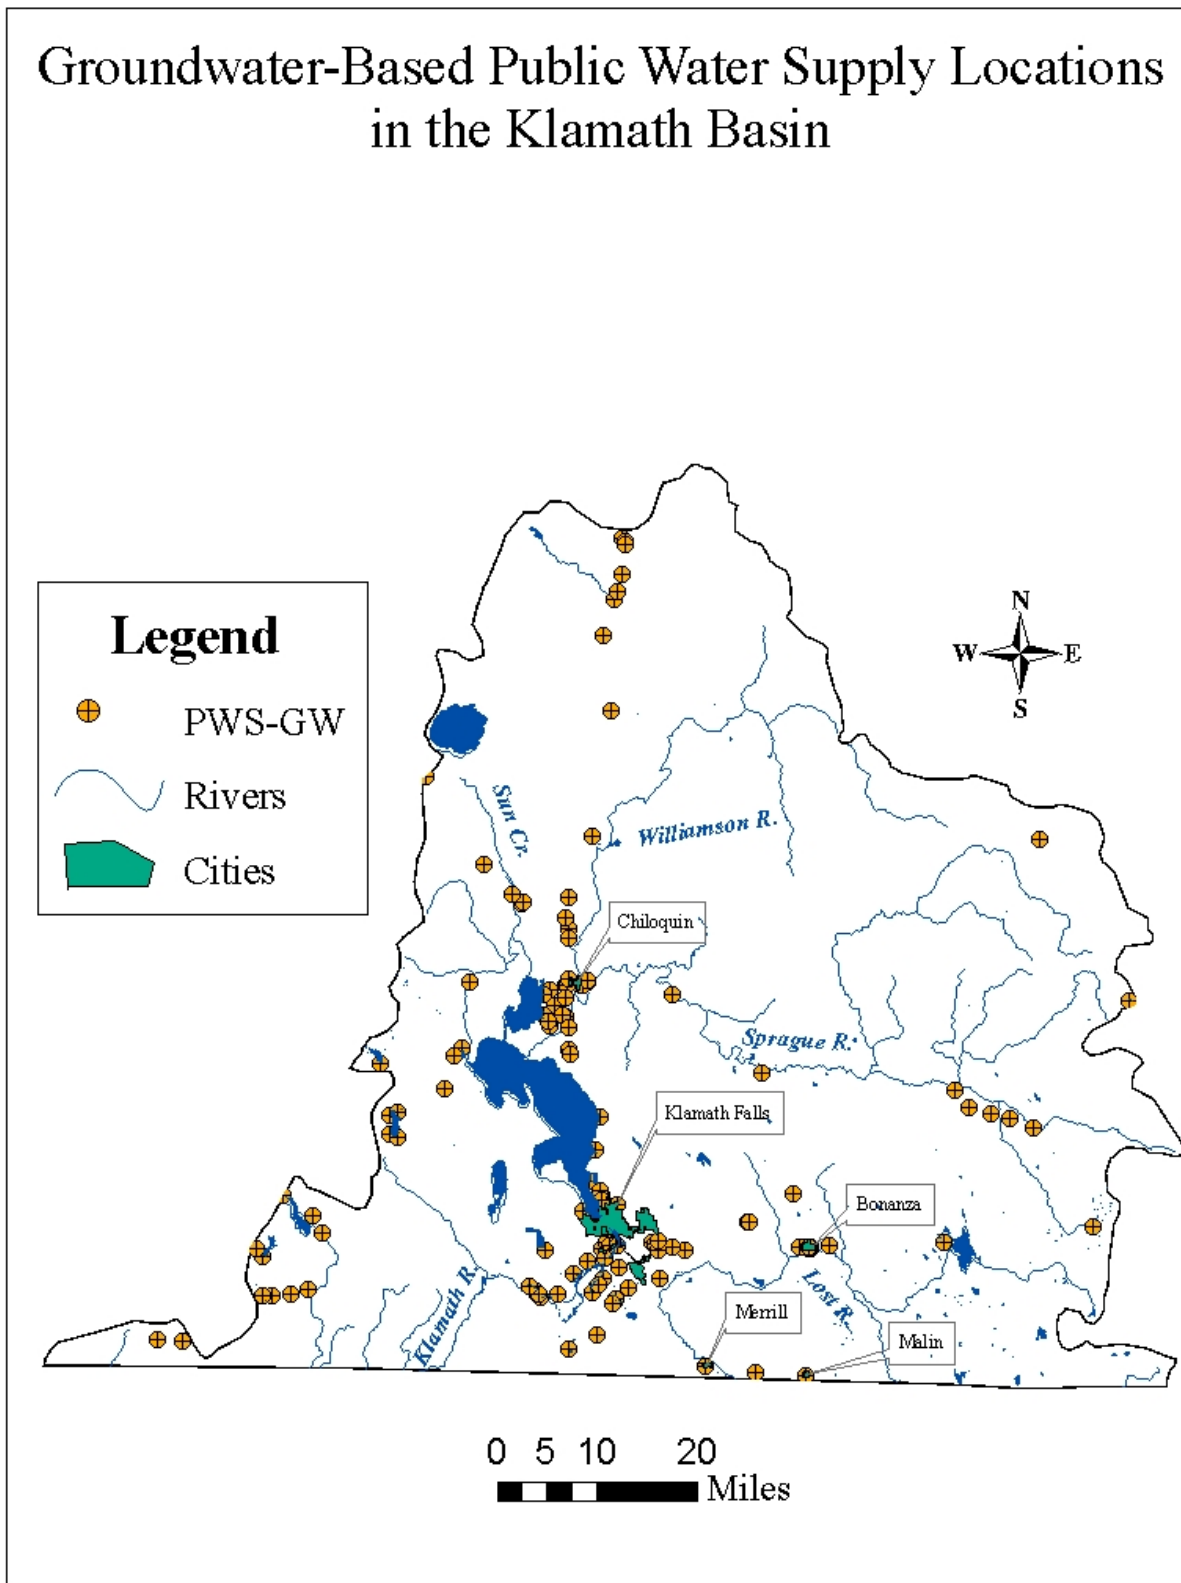 Groundwater-Based Public Water Supply Locations
in the Klamath Basin
Legend
PWS-GW
Rivers
Cities
N
W
E
S
Sun Cr.
Williamson R.
Chiloquin
Sprague R.
Klamath Falls
Bonanza
Klamath R.
Lost R.
Merrill
Malin
0 5 10 20
Miles